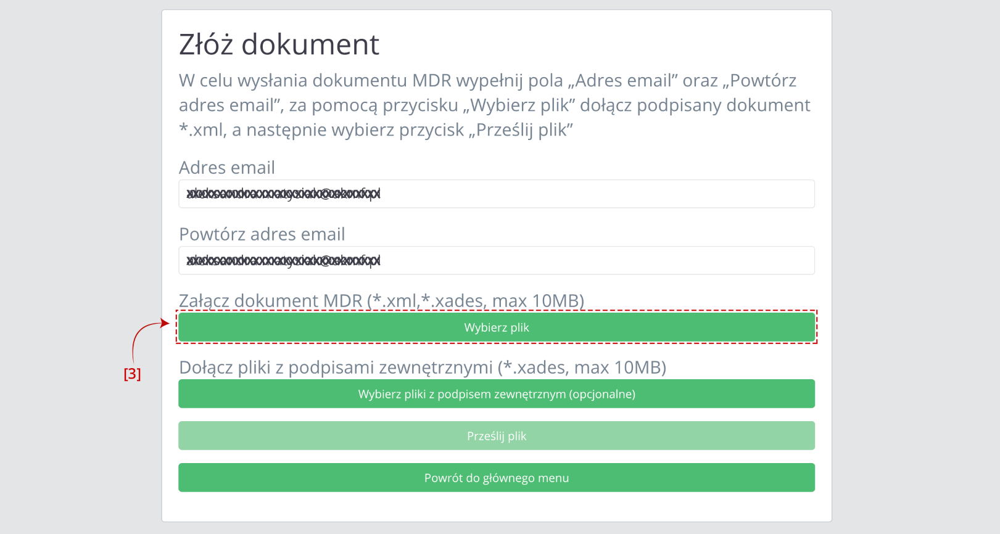 Złóż dokument
W celu wysłania dokumentu MDR wypełnij pola „Adres email” oraz „Powtórz
adres email”, za pomocą przycisku „Wybierz plik” dołącz podpisany dokument
*.xml, a następnie wybierz przycisk „Prześlij plik”
Adres email
Powtórz adres email
Załącz dokument MDR (*.xml,*.xades, max 10MB)
Wybierz plik
[3]
Dołącz pliki z podpisami zewnętrznymi (*.xades, max 10MB)
Wybierz pliki z podpisem zewnętrznym (opcjonalne)
Prześlij plik
Powrót do głównego menu